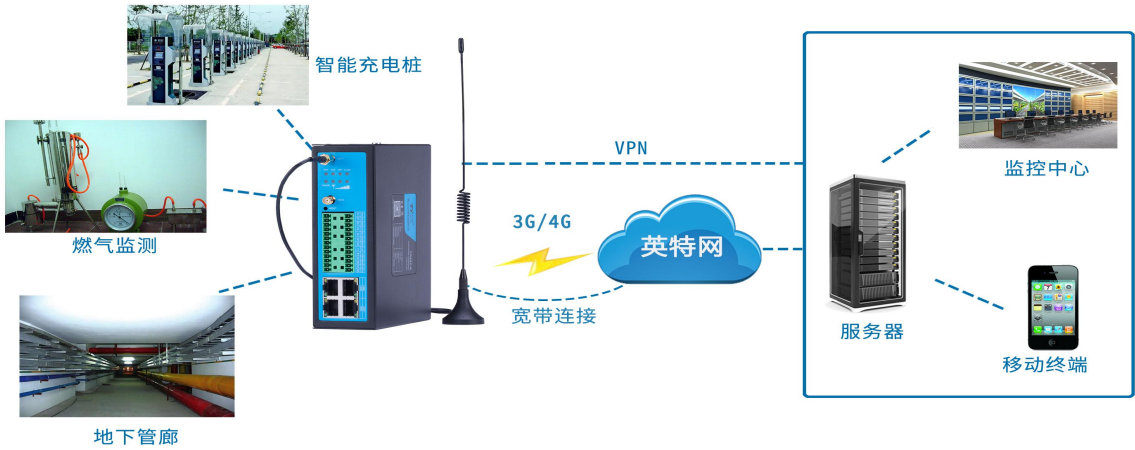 智能充电桩
燃气监测
地下管廊
VPN
3G/4G
英特网
宽带连接
监控中心
服务器
移动终端